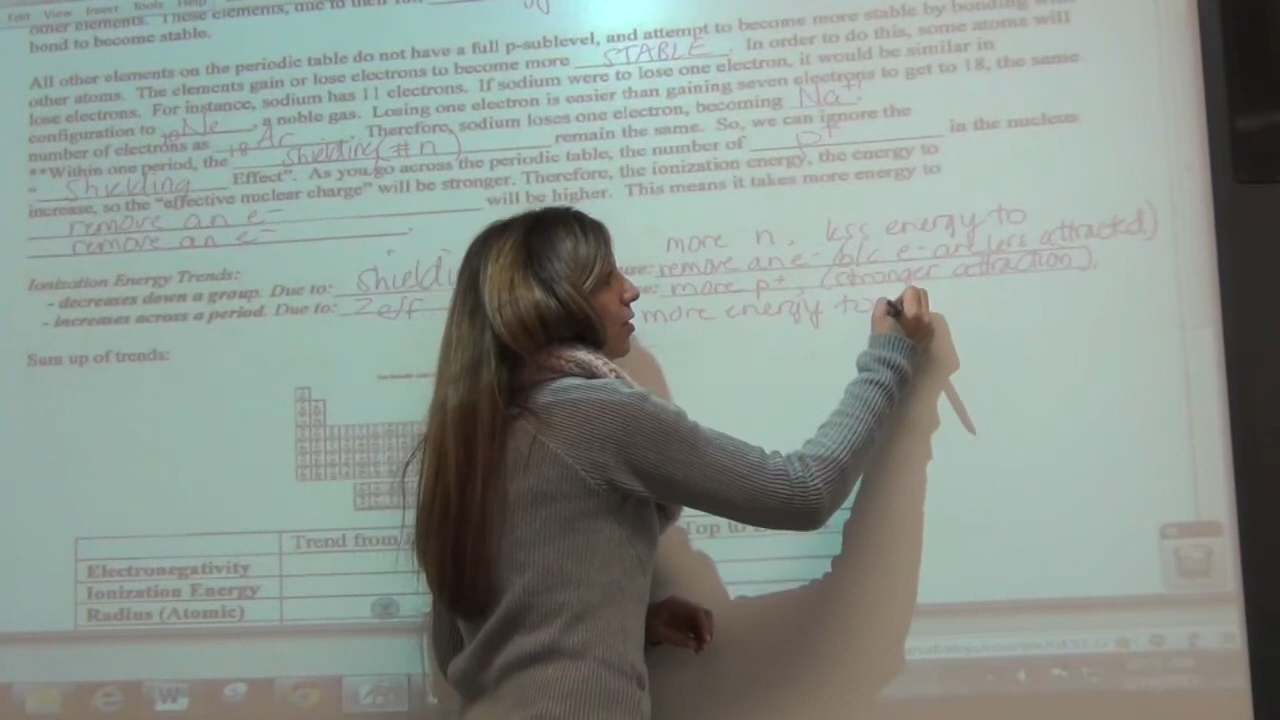 Edit View Insert Tools Help
other elements. These elements, due to their
bond to become stable.
All other elements on the periodic table do not have a full p-sublevel, and attempt to become more stable by bonding
other atoms. The elements gain or lose electrons to become more STABLE. In order to do this, some atoms will
lose electrons. For instance, sodium has 11 electrons. If sodium were to lose one electron, it would be similar in
configuration to 10Ne, a noble gas. Losing one electron is easier than gaining seven electrons to get to 18, the same
number of electrons as 18Ar. Therefore, sodium loses one electron, becoming Na+1.
**Within one period, the shielding (# n) remain the same. So, we can ignore the
"shielding Effect". As you go across the periodic table, the number of p+ in the nucleus
increase, so the "effective nuclear charge" will be stronger. Therefore, the ionization energy, the energy to
remove an e- will be higher. This means it takes more energy to
remove an e-.
Ionization Energy Trends:
more n, less energy to
- decreases down a group. Due to: "shieldi use: remove an e- (b/c e- are less attracted)
- increases across a period. Due to: Zeff e: more p+, (stronger attraction),
more energy to
Sum up of trends:
Trend from Top to
Electronegativity
Ionization Energy
Radius (Atomic)